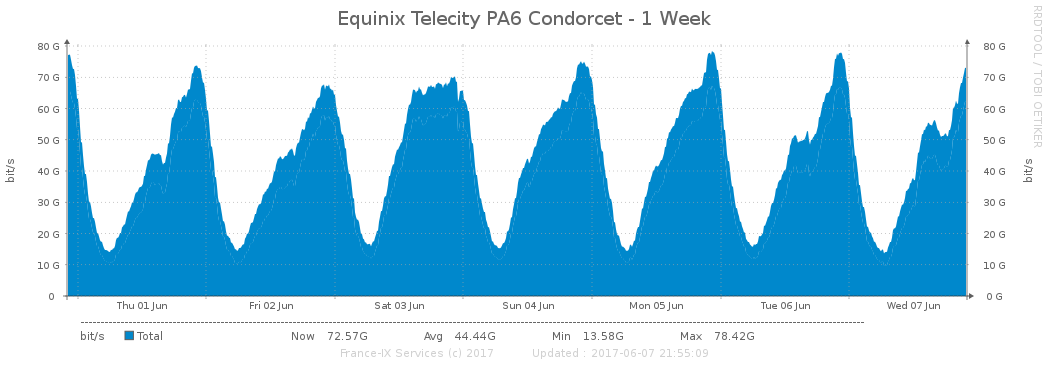 Equinix Telecity PA6 Condorcet - 1 Week
RRDTOOL / TOBI OETIKER
80 G 80 G
70 G 70 G
60 G 60 G
50 G 50 G
40 G 40 G
30 G 30 G
20 G 20 G
10 G 10 G
0 0 G
bit/s bit/s
Thu 01 Jun Fri 02 Jun Sat 03 Jun Sun 04 Jun Mon 05 Jun Tue 06 Jun Wed 07 Jun
bit/s Total Now 72.57G Avg 44.44G Min 13.58G Max 78.42G
France-IX Services (c) 2017 Updated : 2017-06-07 21:55:09